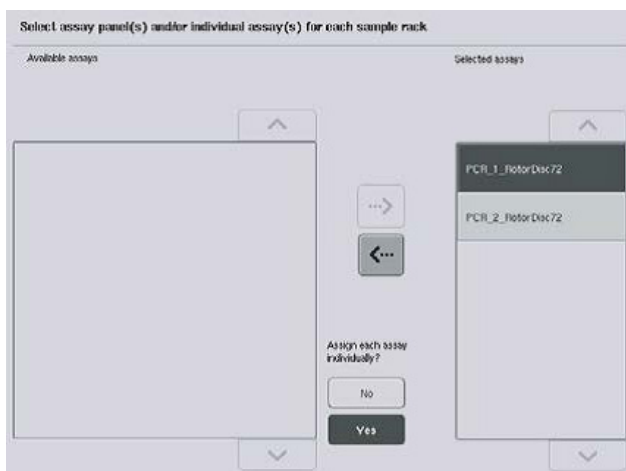 Select assay panel(s) and/or individual assay(s) for each sample rack
Available assays
Selected assays
PCR_1_RotorDisc72
PCR_2_RotorDisc72
Assign each assay
individually?
No
Yes